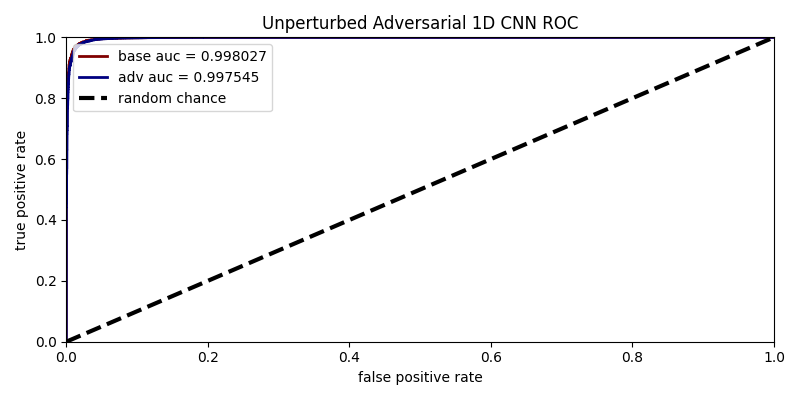 Unperturbed Adversarial 1D CNN ROC
base auc = 0.998027
adv auc = 0.997545
random chance
true positive rate
1.0
0.8
0.6
0.4
0.2
0.0
0.0 0.2 0.4 0.6 0.8 1.0
false positive rate